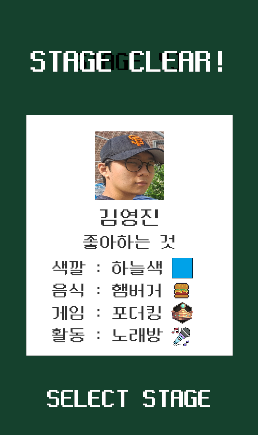 STAGE CLEAR!
김영진
좋아하는 것
색깔 : 하늘색
음식 : 햄버거
게임 : 포더킹
활동 : 노래방
SELECT STAGE